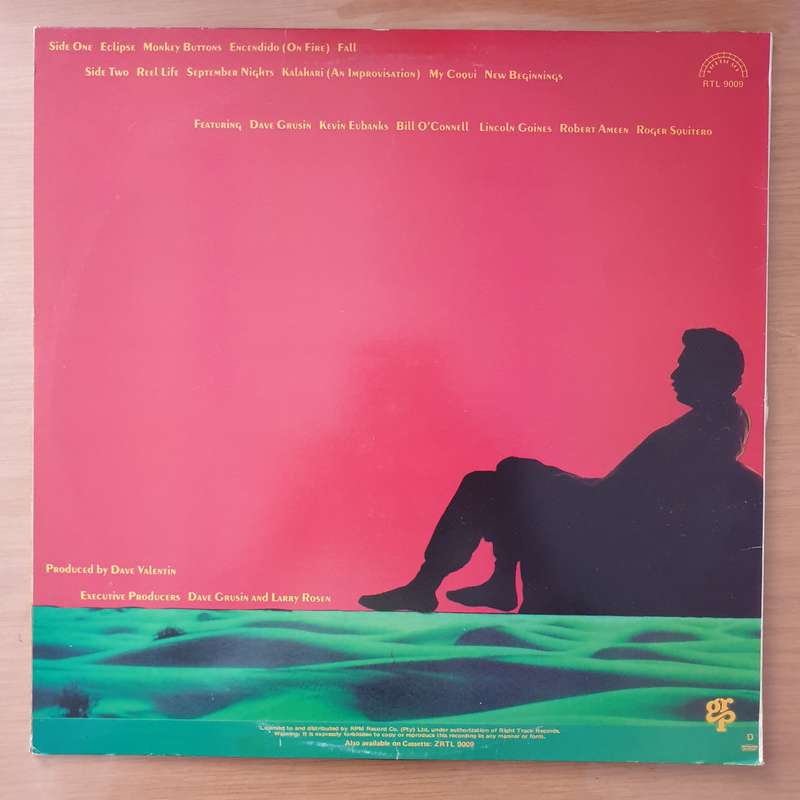 Side One Eclipse Monkey Buttons Encendido (On Fire) Fall
Side Two Reel Life September Nights Kalahari (An Improvisation) My Coqui New Beginnings
RTL 9009
Featuring Dave Grusin Kevin Eubanks Bill O'Connell Lincoln Goines Robert Ameen Roger Squitero
Produced by Dave Valentin
Executive Producers Dave Grusin and Larry Rosen
grp
Licensed to and distributed by RPM Record Co. (Pty) Ltd. under authorization of Right Track Records.
Warning: It is expressly forbidden to copy or reproduce this recording in any manner or form.
Also available on Cassette: ZRTL 9009
D